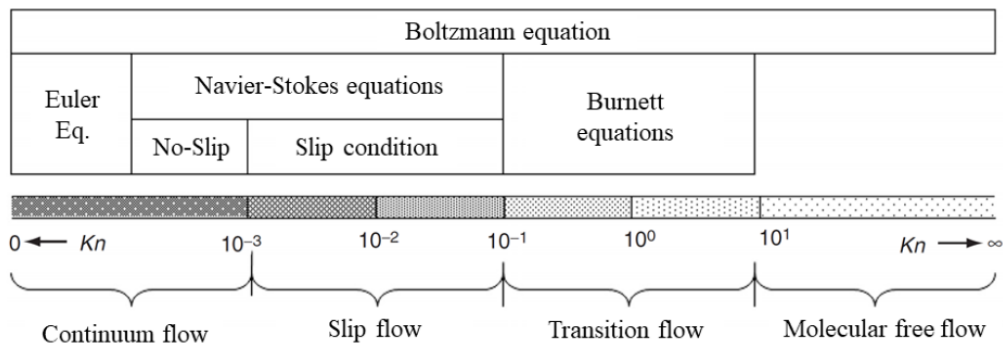 Boltzmann equation
Euler
Eq.
Navier-Stokes equations
No-Slip
Slip condition
Burnett
equations
0 ← Kn 10⁻³ 10⁻² 10⁻¹ 10⁰ 10¹ Kn → ∞
Continuum flow Slip flow Transition flow Molecular free flow